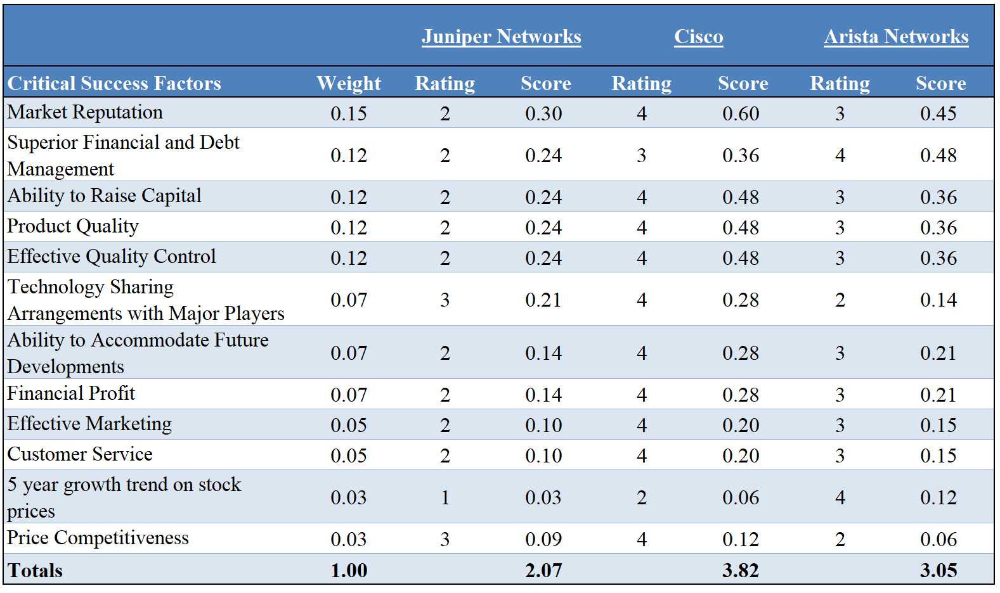 Juniper Networks Cisco Arista Networks
Critical Success Factors Weight Rating Score Rating Score Rating Score
Market Reputation 0.15 2 0.30 4 0.60 3 0.45
Superior Financial and Debt
Management 0.12 2 0.24 3 0.36 4 0.48
Ability to Raise Capital 0.12 2 0.24 4 0.48 3 0.36
Product Quality 0.12 2 0.24 4 0.48 3 0.36
Effective Quality Control 0.12 2 0.24 4 0.48 3 0.36
Technology Sharing
Arrangements with Major Players 0.07 3 0.21 4 0.28 2 0.14
Ability to Accommodate Future
Developments 0.07 2 0.14 4 0.28 3 0.21
Financial Profit 0.07 2 0.14 4 0.28 3 0.21
Effective Marketing 0.05 2 0.10 4 0.20 3 0.15
Customer Service 0.05 2 0.10 4 0.20 3 0.15
5 year growth trend on stock
prices 0.03 1 0.03 2 0.06 4 0.12
Price Competitiveness 0.03 3 0.09 4 0.12 2 0.06
Totals 1.00 2.07 3.82 3.05